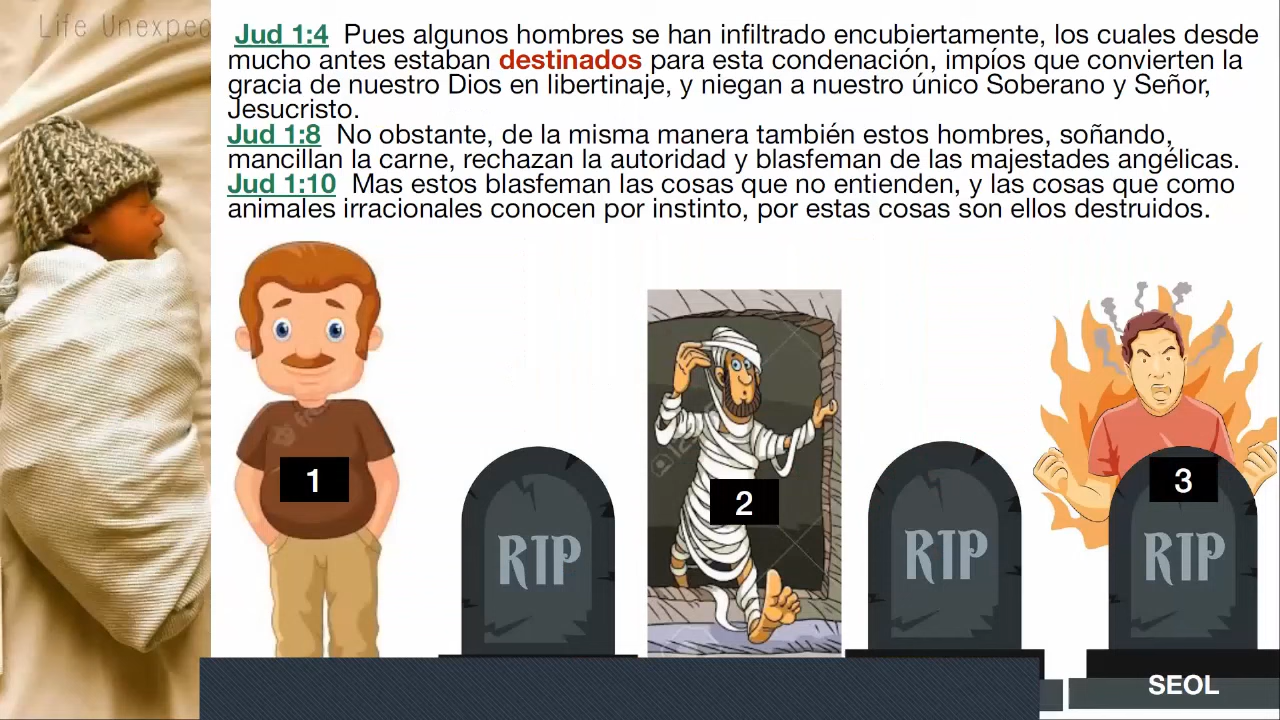 Life Unexpec
Jud 1:4 Pues algunos hombres se han infiltrado encubiertamente, los cuales desde
mucho antes estaban destinados para esta condenación, impíos que convierten la
gracia de nuestro Dios en libertinaje, y niegan a nuestro único Soberano y Señor,
Jesucristo.
Jud 1:8 No obstante, de la misma manera también estos hombres, soñando,
mancillan la carne, rechazan la autoridad y blasfeman de las majestades angélicas.
Jud 1:10 Mas estos blasfeman las cosas que no entienden, y las cosas que como
animales irracionales conocen por instinto, por estas cosas son ellos destruidos.
1
2
3
RIP
RIP
RIP
SEOL